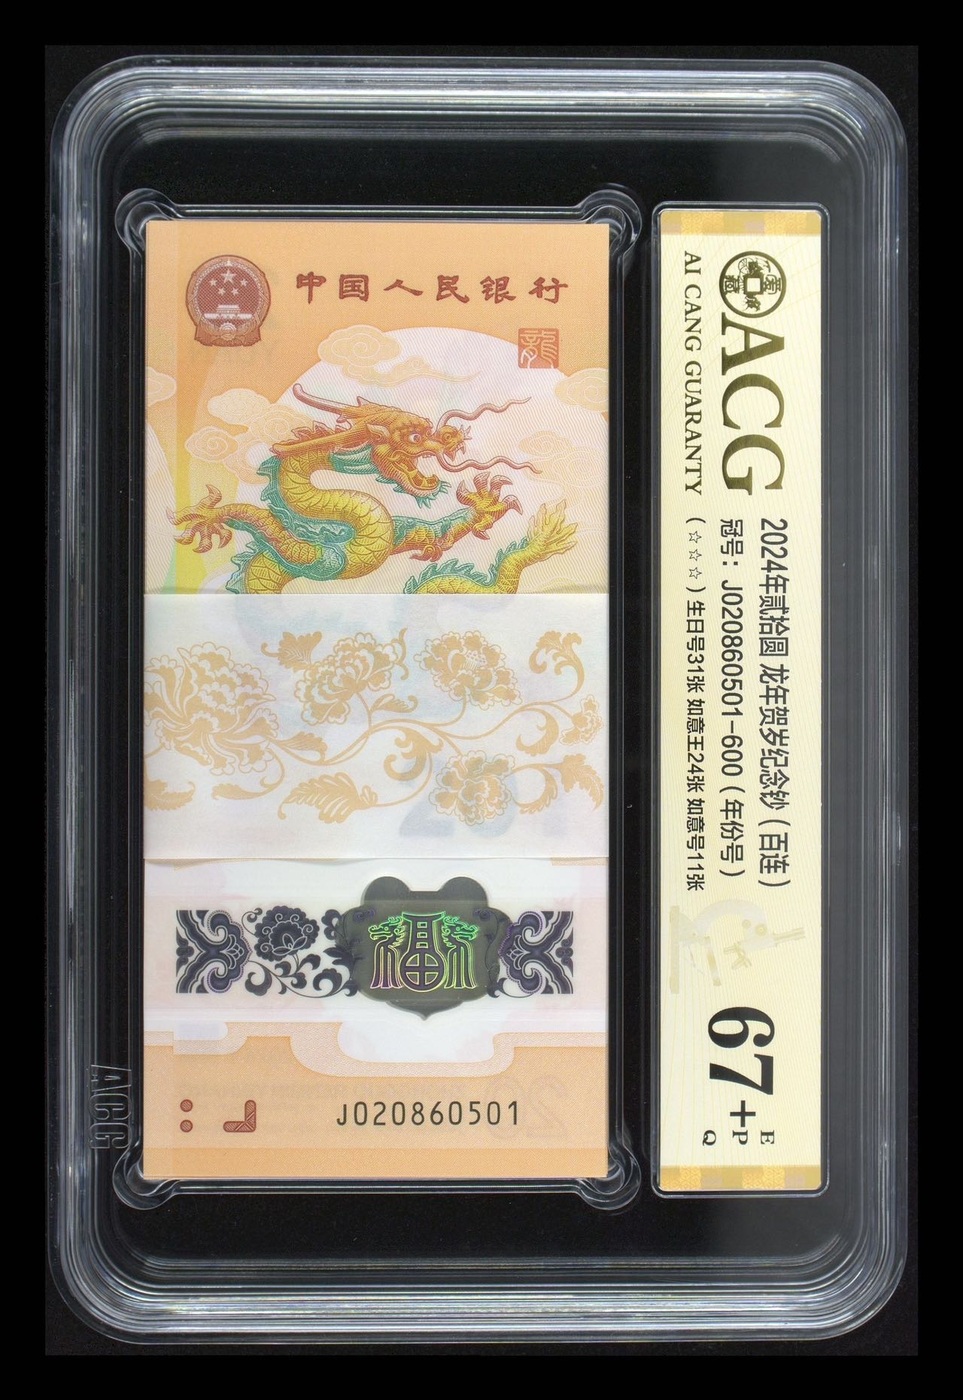 中国人民银行
龍
福
J020860501
ACG
ACG
AI CANG GUARANTY
2024年贰拾圆 龙年贺岁纪念钞（百连）
冠号：J020860501-600（年份号）
（☆☆☆）生日号31张 如意王24张 如意号11张
67+
E
P
Q